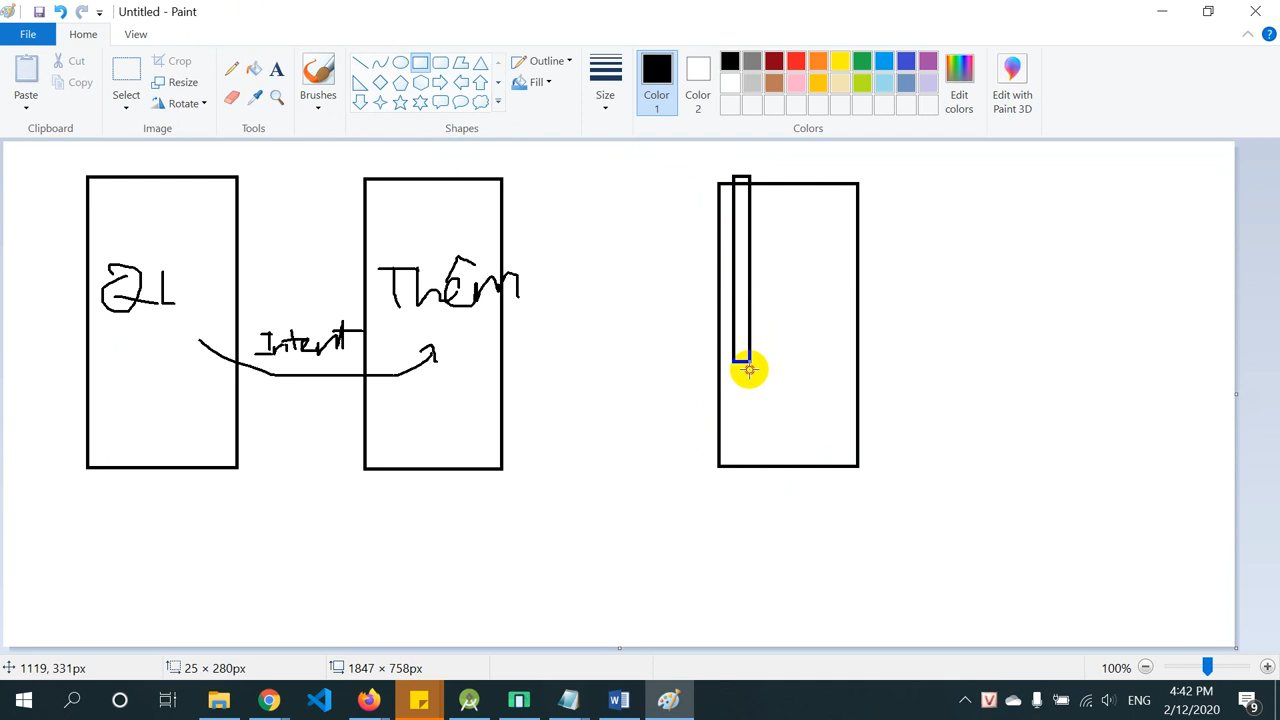 Untitled - Paint
File
Home
View
Paste
Cut
Copy
Clipboard
Select
Crop
Resize
Rotate
Image
A
Tools
Brushes
Outline
Fill
Shapes
Size
Color 1
Color 2
Edit colors
Edit with Paint 3D
Colors
QL
Intent
Thêm
1119, 331px
25 × 280px
1847 × 758px
100%
ENG
4:42 PM
2/12/2020
9